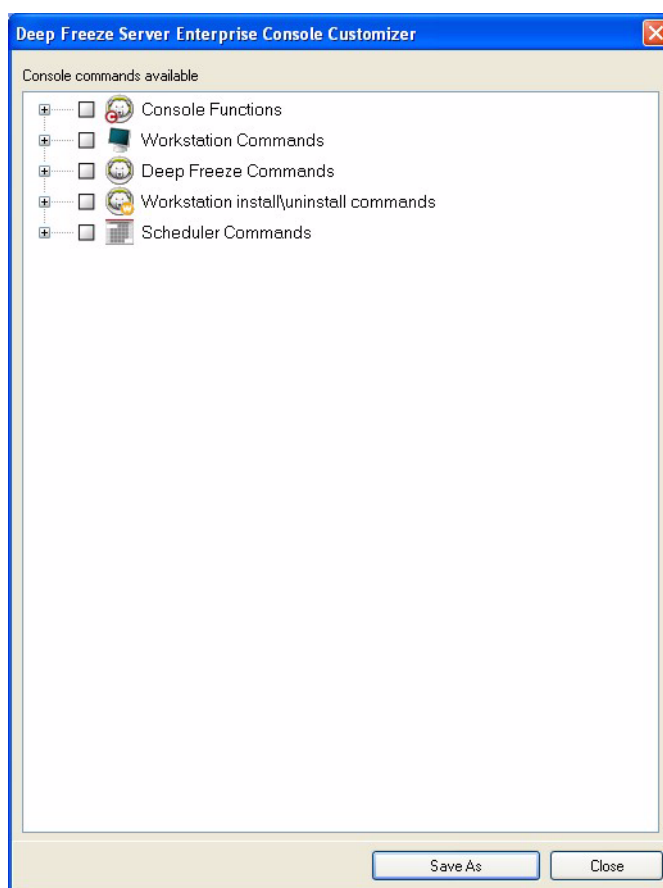 Deep Freeze Server Enterprise Console Customizer
Console commands available
Console Functions
Workstation Commands
Deep Freeze Commands
Workstation install\uninstall commands
Scheduler Commands
Save As
Close